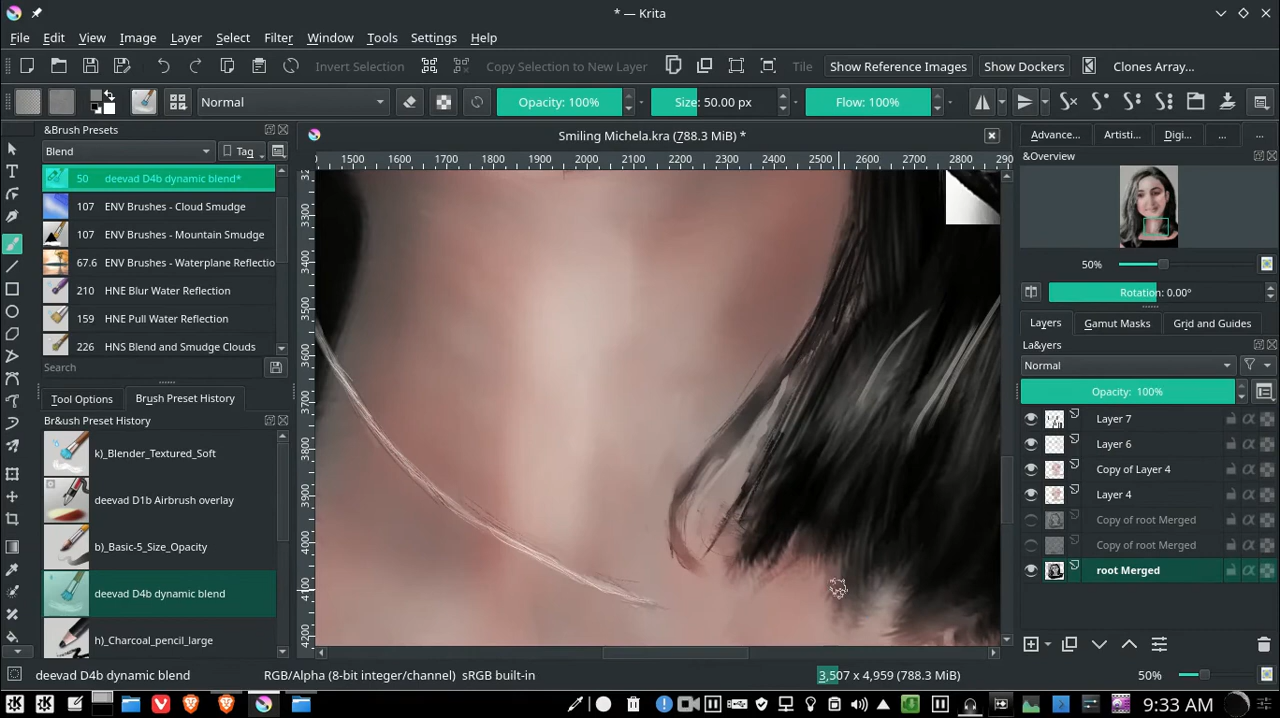 * — Krita
File Edit View Image Layer Select Filter Window Tools Settings Help
Invert Selection Copy Selection to New Layer Tile Show Reference Images Show Dockers Clones Array...
Normal Opacity: 100% Size: 50.00 px Flow: 100%
&Brush Presets
Smiling Michela.kra (788.3 MiB) *
Advance... Artisti... Digi... ... ...
Blend Tag
1500 1600 1700 1800 1900 2000 2100 2200 2300 2400 2500 2600 2700 2800 290
&Overview
50 deevad D4b dynamic blend*
107 ENV Brushes - Cloud Smudge
107 ENV Brushes - Mountain Smudge
67.6 ENV Brushes - Waterplane Reflectio
210 HNE Blur Water Reflection
159 HNE Pull Water Reflection
226 HNS Blend and Smudge Clouds
Search
Tool Options Brush Preset History
Br&ush Preset History
k)_Blender_Textured_Soft
deevad D1b Airbrush overlay
b)_Basic-5_Size_Opacity
deevad D4b dynamic blend
h)_Charcoal_pencil_large
3300
3400
3500
3600
3700
3800
3900
4000
4100
4200
50%
Rotation: 0.00°
Layers Gamut Masks Grid and Guides
La&yers
Normal
Opacity: 100%
Layer 7
Layer 6
Copy of Layer 4
Layer 4
Copy of root Merged
Copy of root Merged
root Merged
deevad D4b dynamic blend RGB/Alpha (8-bit integer/channel) sRGB built-in 3,507 x 4,959 (788.3 MiB) 50%
9:33 AM